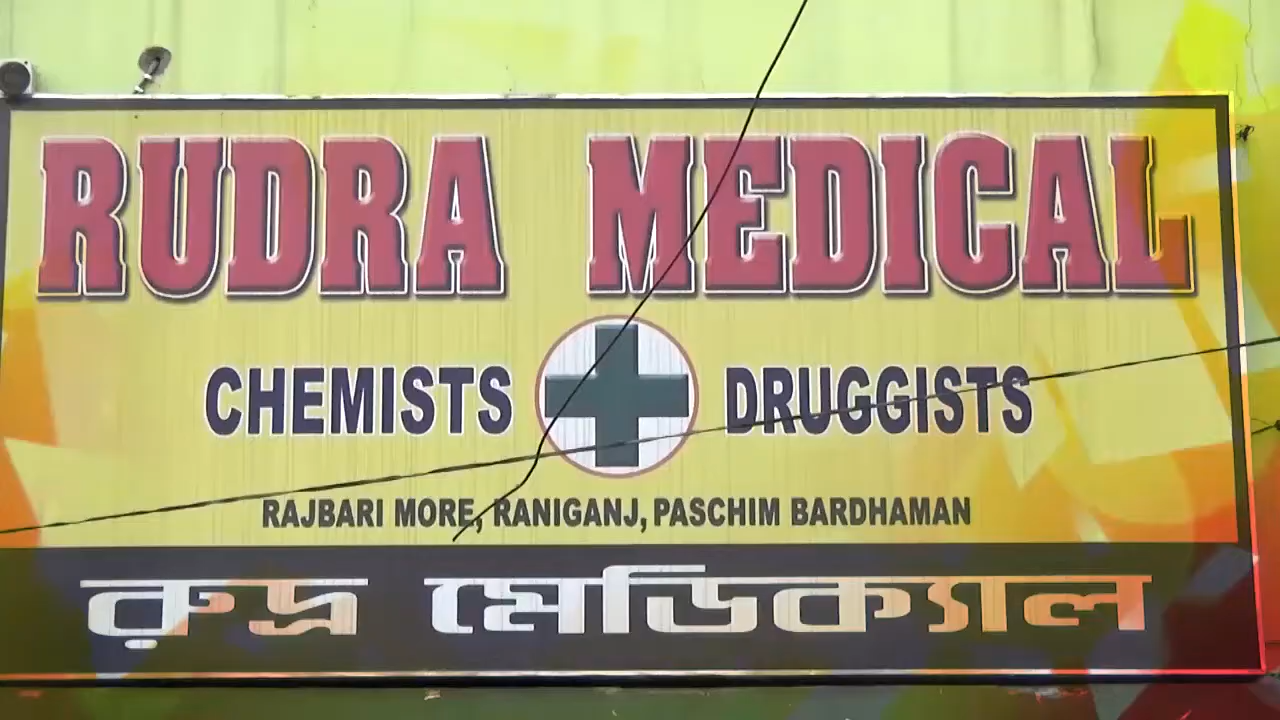 RUDRA MEDICAL
CHEMISTS DRUGGISTS
RAJBARI MORE, RANIGANJ, PASCHIM BARDHAMAN
রুদ্র মেডিক্যাল